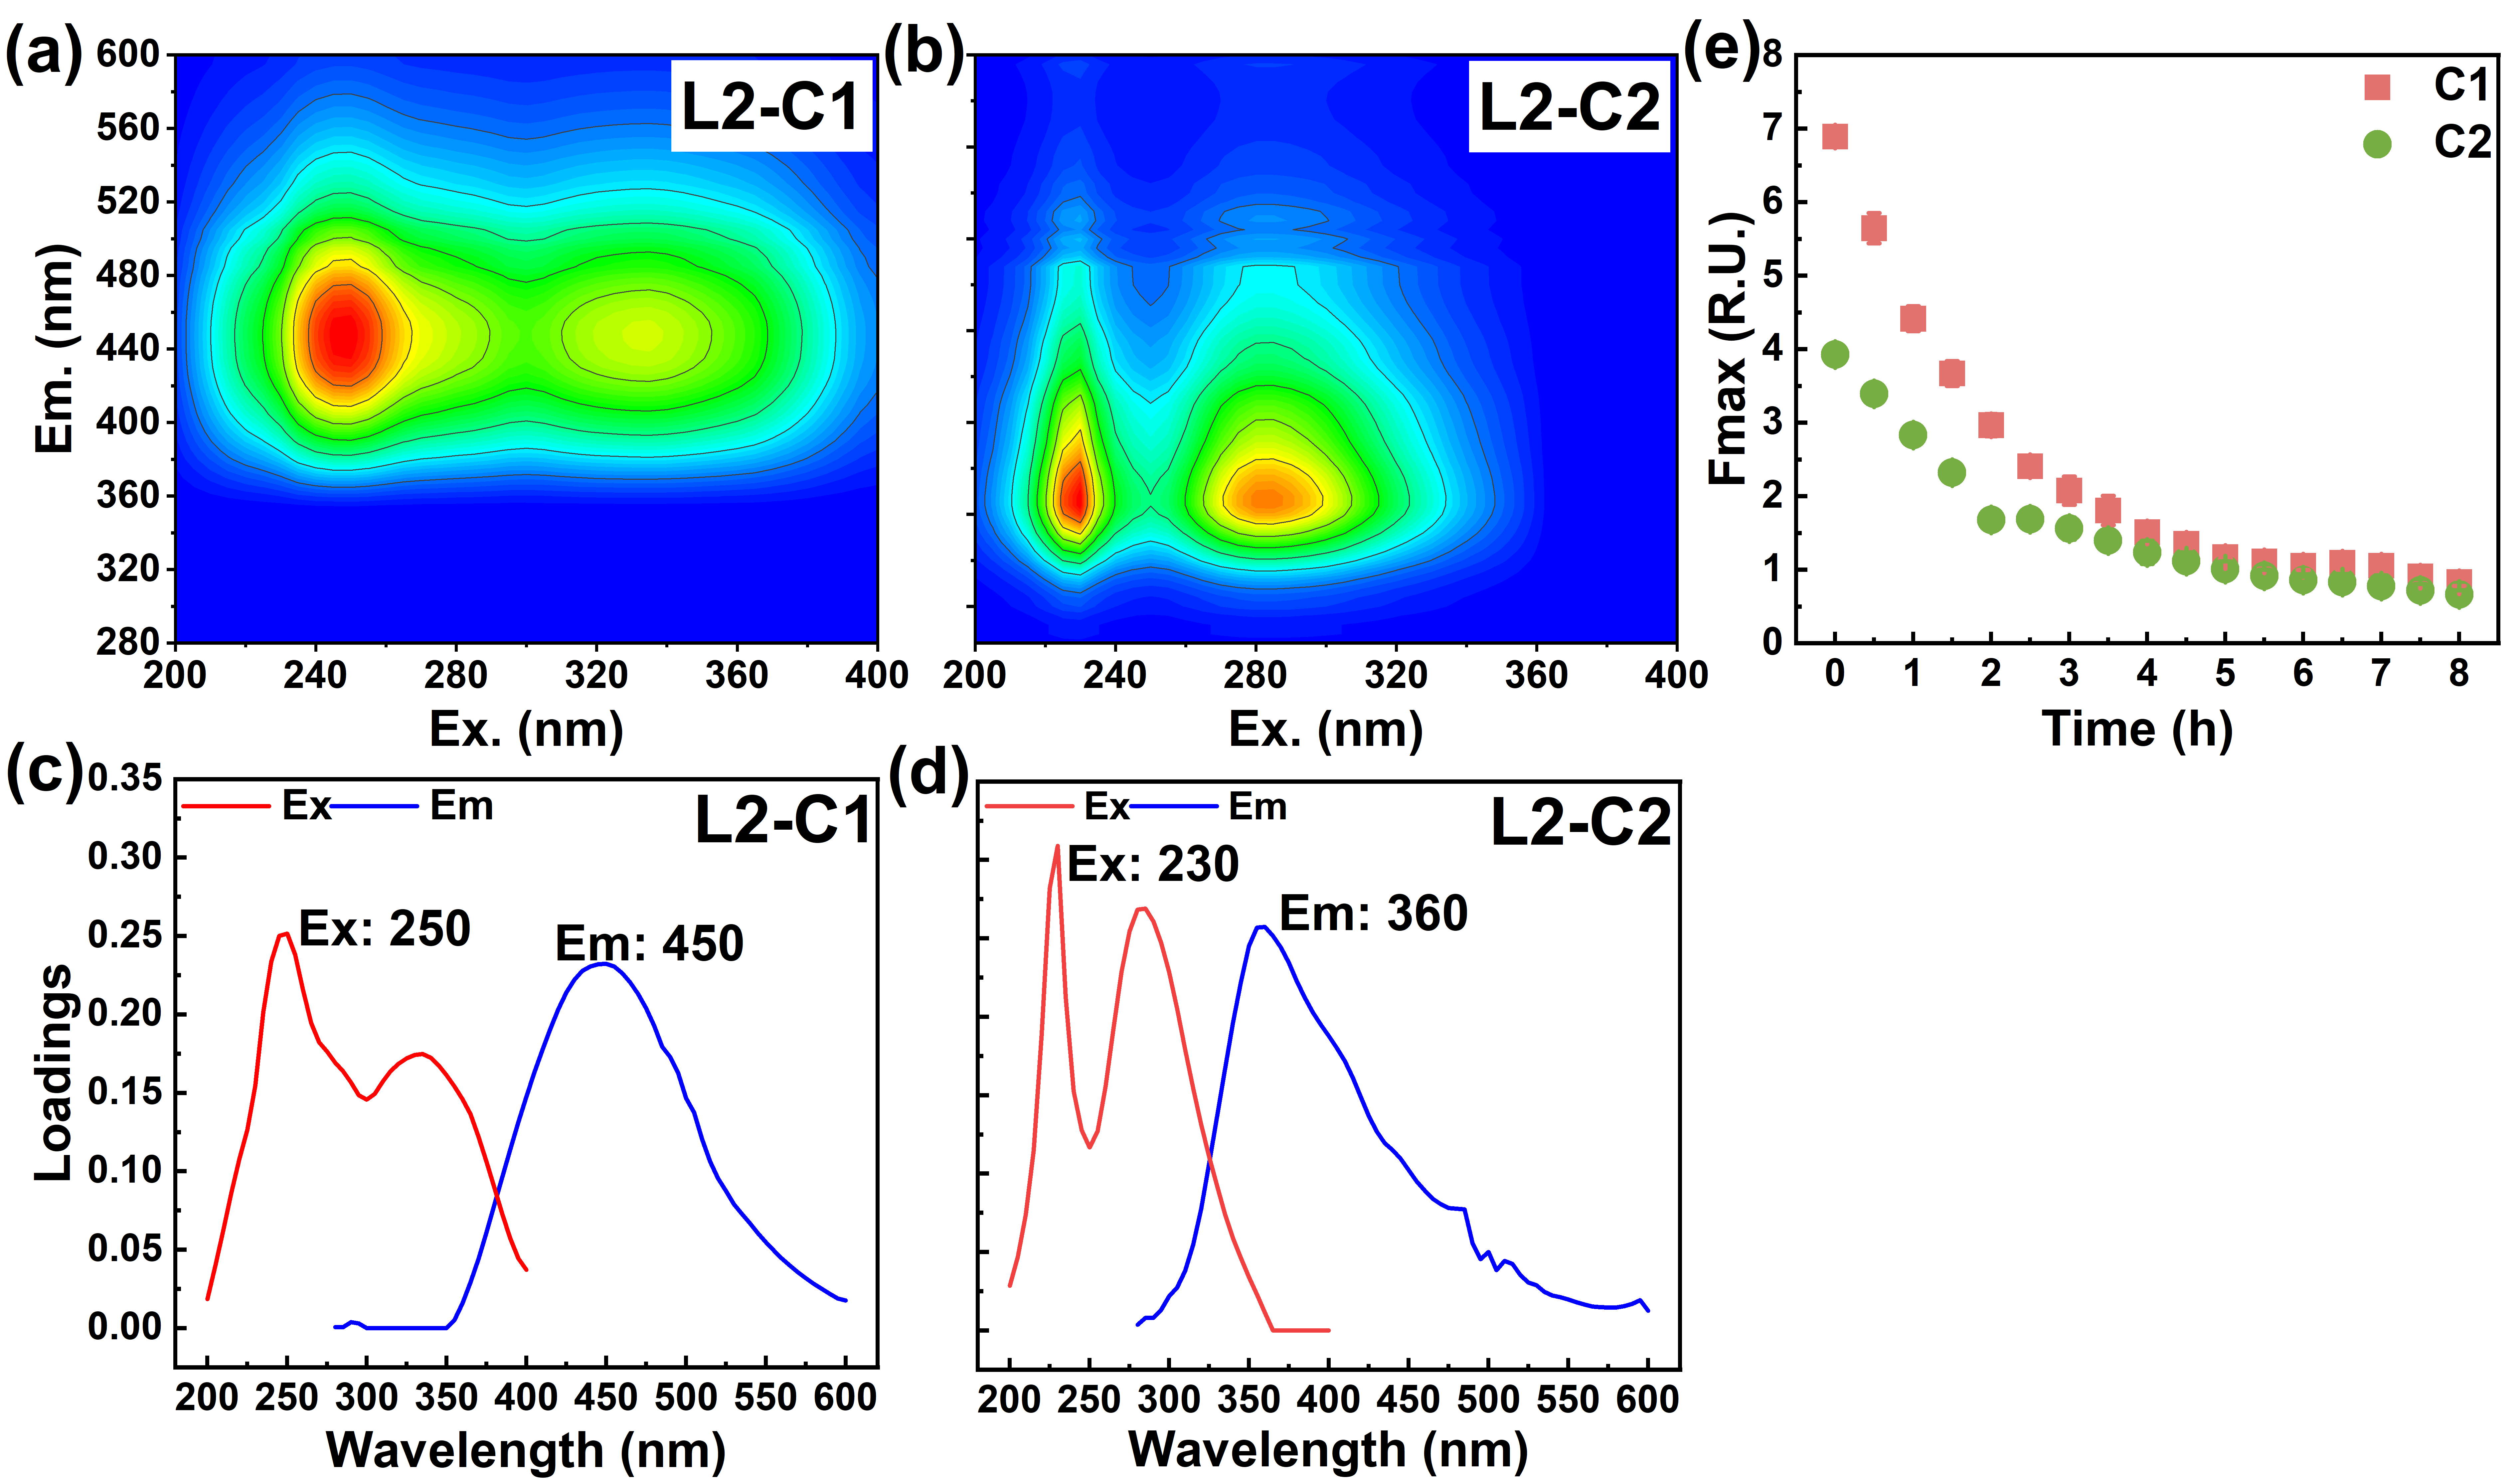 (a)
600
560
520
480
440
400
360
320
280
Em. (nm)
L2-C1
200 240 280 320 360 400
Ex. (nm)
(b)
L2-C2
200 240 280 320 360 400
Ex. (nm)
(e)
8
7
6
5
4
3
2
1
0
Fmax (R.U.)
C1
C2
0 1 2 3 4 5 6 7 8
Time (h)
(c)
0.35
0.30
0.25
0.20
0.15
0.10
0.05
0.00
Loadings
Ex Em
L2-C1
Ex: 250
Em: 450
200 250 300 350 400 450 500 550 600
Wavelength (nm)
(d)
Ex Em
L2-C2
Ex: 230
Em: 360
200 250 300 350 400 450 500 550 600
Wavelength (nm)